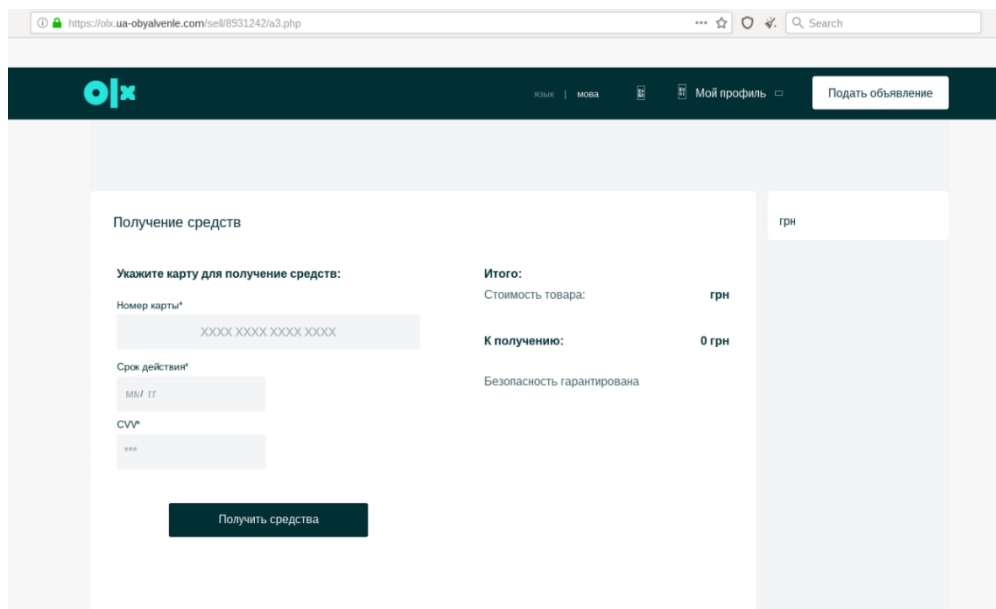 https://olx.ua-obyalvenle.com/sell/8931242/a3.php
Search
olx
язык | мова
Мой профиль
Подать объявление
Получение средств
грн
Укажите карту для получение средств:
Номер карты*
XXXX XXXX XXXX XXXX
Срок действия*
мм/ гг
CVV*
***
Получить средства
Итого:
Стоимость товара: грн
К получению: 0 грн
Безопасность гарантирована